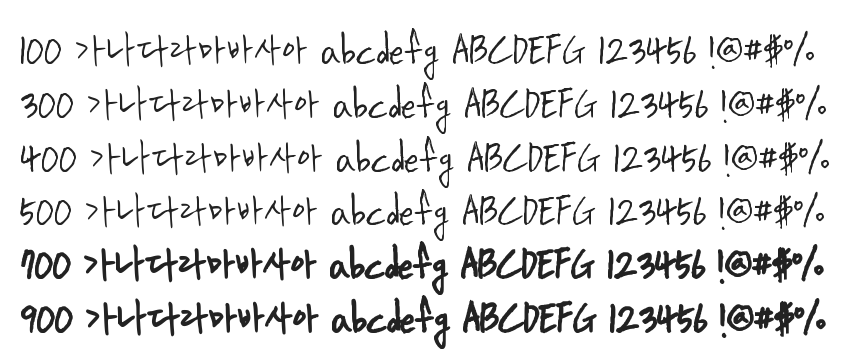 100 가나다라마바사아 abcdefg ABCDEFG 123456 !@#$%
300 가나다라마바사아 abcdefg ABCDEFG 123456 !@#$%
400 가나다라마바사아 abcdefg ABCDEFG 123456 !@#$%
500 가나다라마바사아 abcdefg ABCDEFG 123456 !@#$%
700 가나다라마바사아 abcdefg ABCDEFG 123456 !@#$%
900 가나다라마바사아 abcdefg ABCDEFG 123456 !@#$%